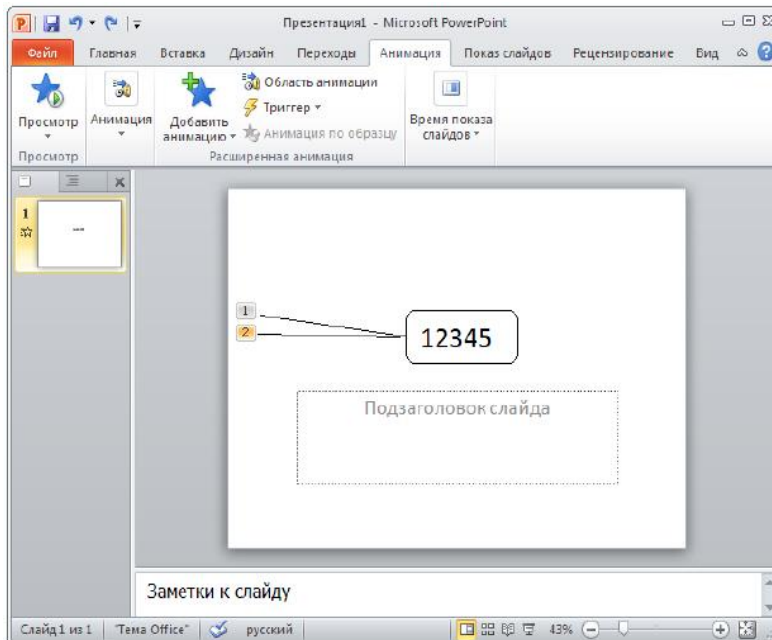 Презентация1 - Microsoft PowerPoint
Файл Главная Вставка Дизайн Переходы Анимация Показ слайдов Рецензирование Вид
Просмотр
Анимация
Добавить анимацию
Область анимации
Триггер
Анимация по образцу
Время показа слайдов
Просмотр
Расширенная анимация
1
1
2
12345
Подзаголовок слайда
Заметки к слайду
Слайд 1 из 1 "Тема Office" русский 43%